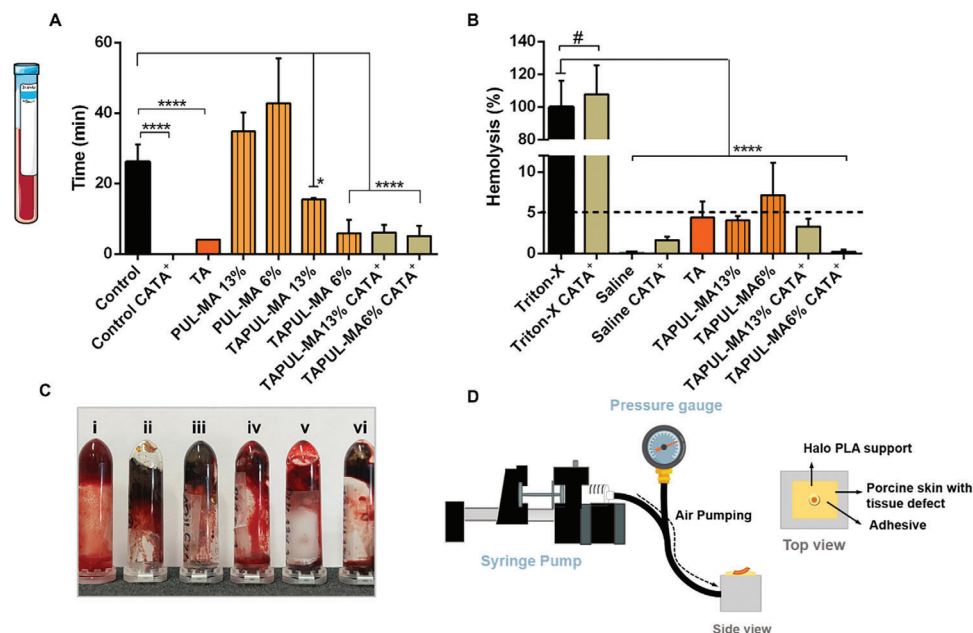 A
60
40
20
0
Time (min)
****
****
*
****
Control
Control CATA+
TA
PUL-MA 13%
PUL-MA 6%
TAPUL-MA 13%
TAPUL-MA 6%
TAPUL-MA13% CATA+
TAPUL-MA6% CATA+
B
140
120
100
80
10
5
0
Hemolysis (%)
#
****
Triton-X
Triton-X CATA+
Saline
Saline CATA+
TA
TAPUL-MA13%
TAPUL-MA6%
TAPUL-MA13% CATA+
TAPUL-MA6% CATA+
C
i ii iii iv v vi
D
Pressure gauge
Air Pumping
Syringe Pump
Side view
Halo PLA support
Porcine skin with
tissue defect
Adhesive
Top view